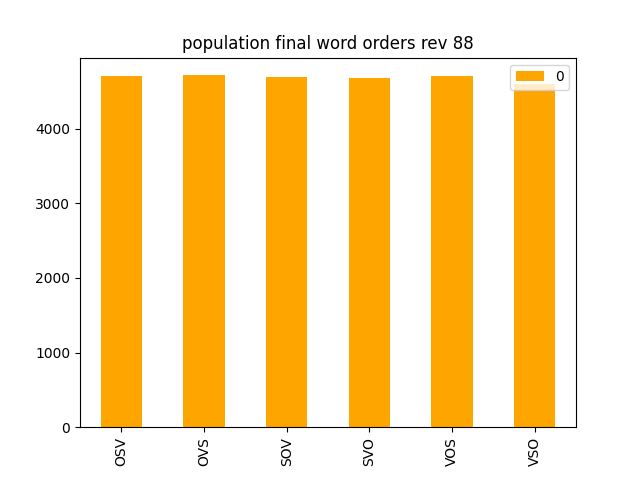 population final word orders rev 88
0
4000
3000
2000
1000
0
OSV
OVS
SOV
SVO
VOS
VSO